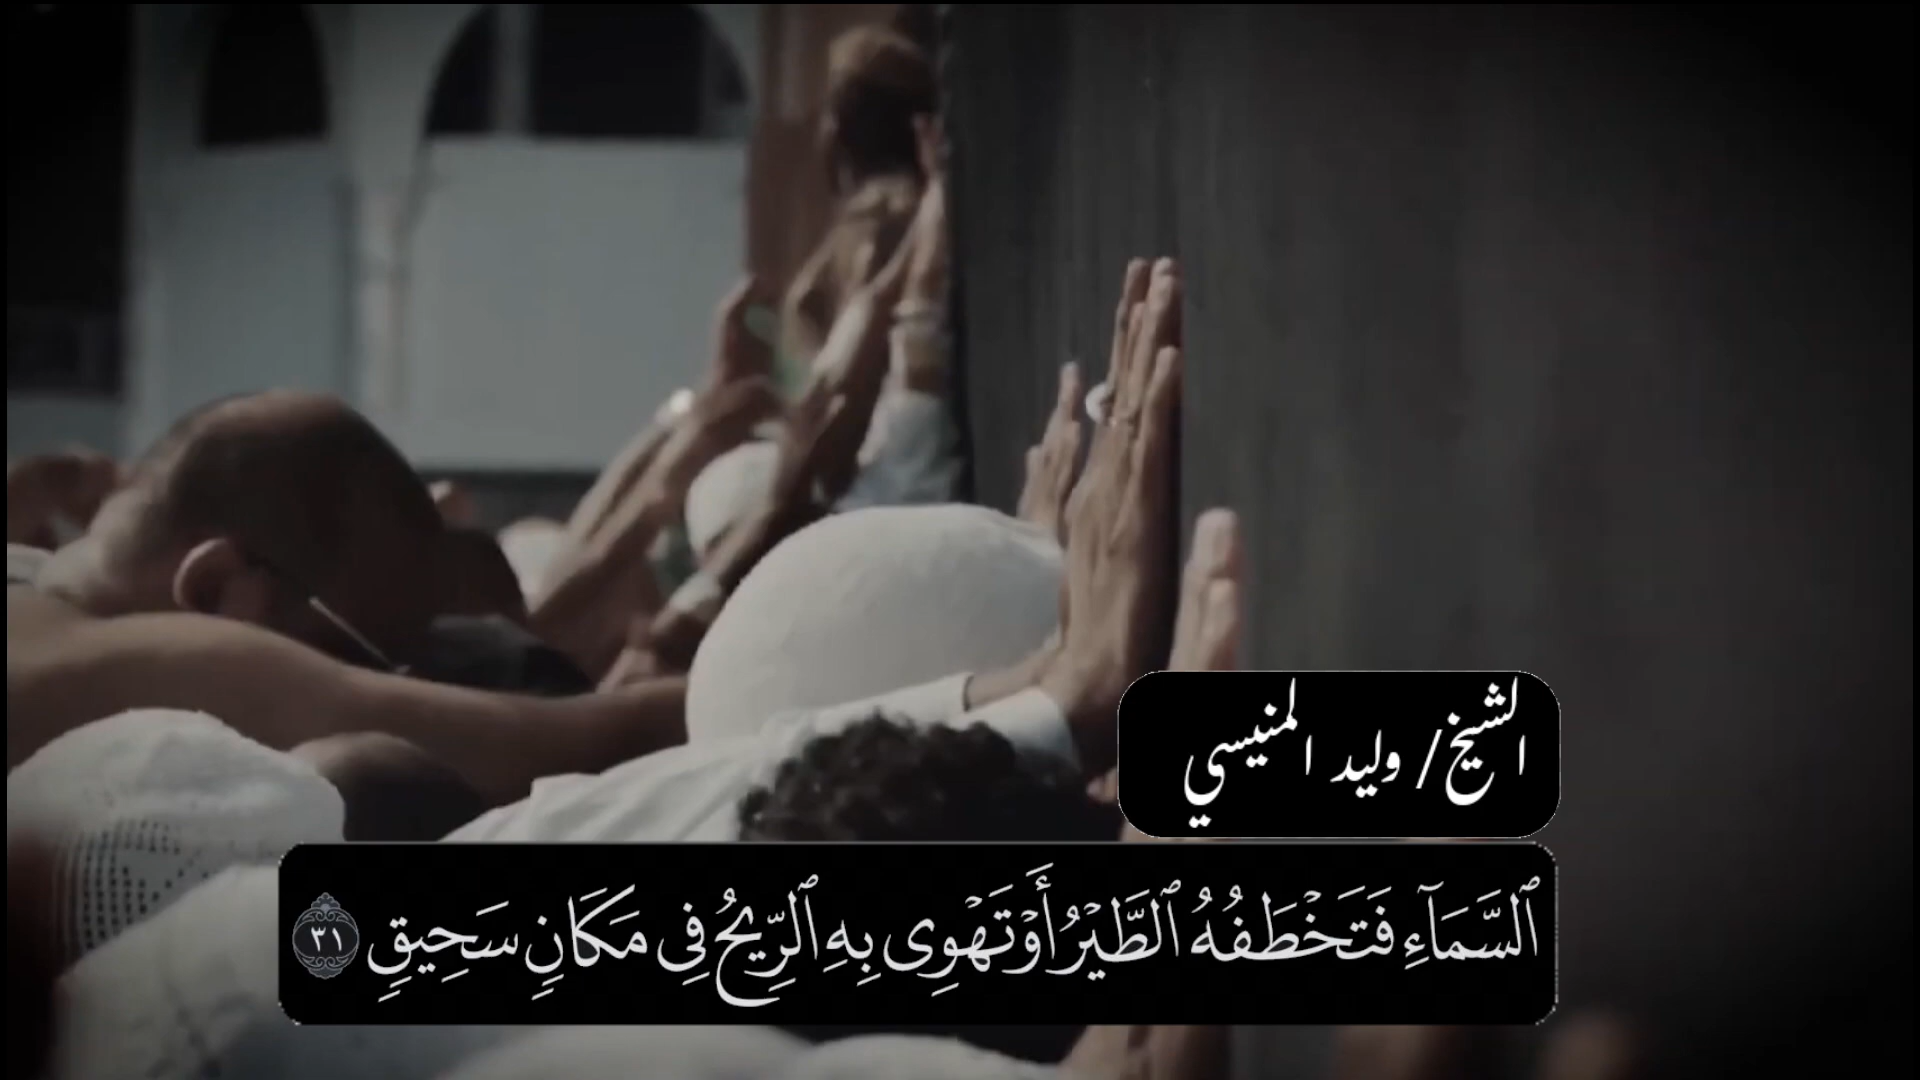 الشيخ/ وليد المنيسي
ٱلسَّمَآءِ فَتَخْطَفُهُ ٱلطَّيْرُ أَوْ تَهْوِى بِهِ ٱلرِّيحُ فِى مَكَانٍ سَحِيقٍ ٣١